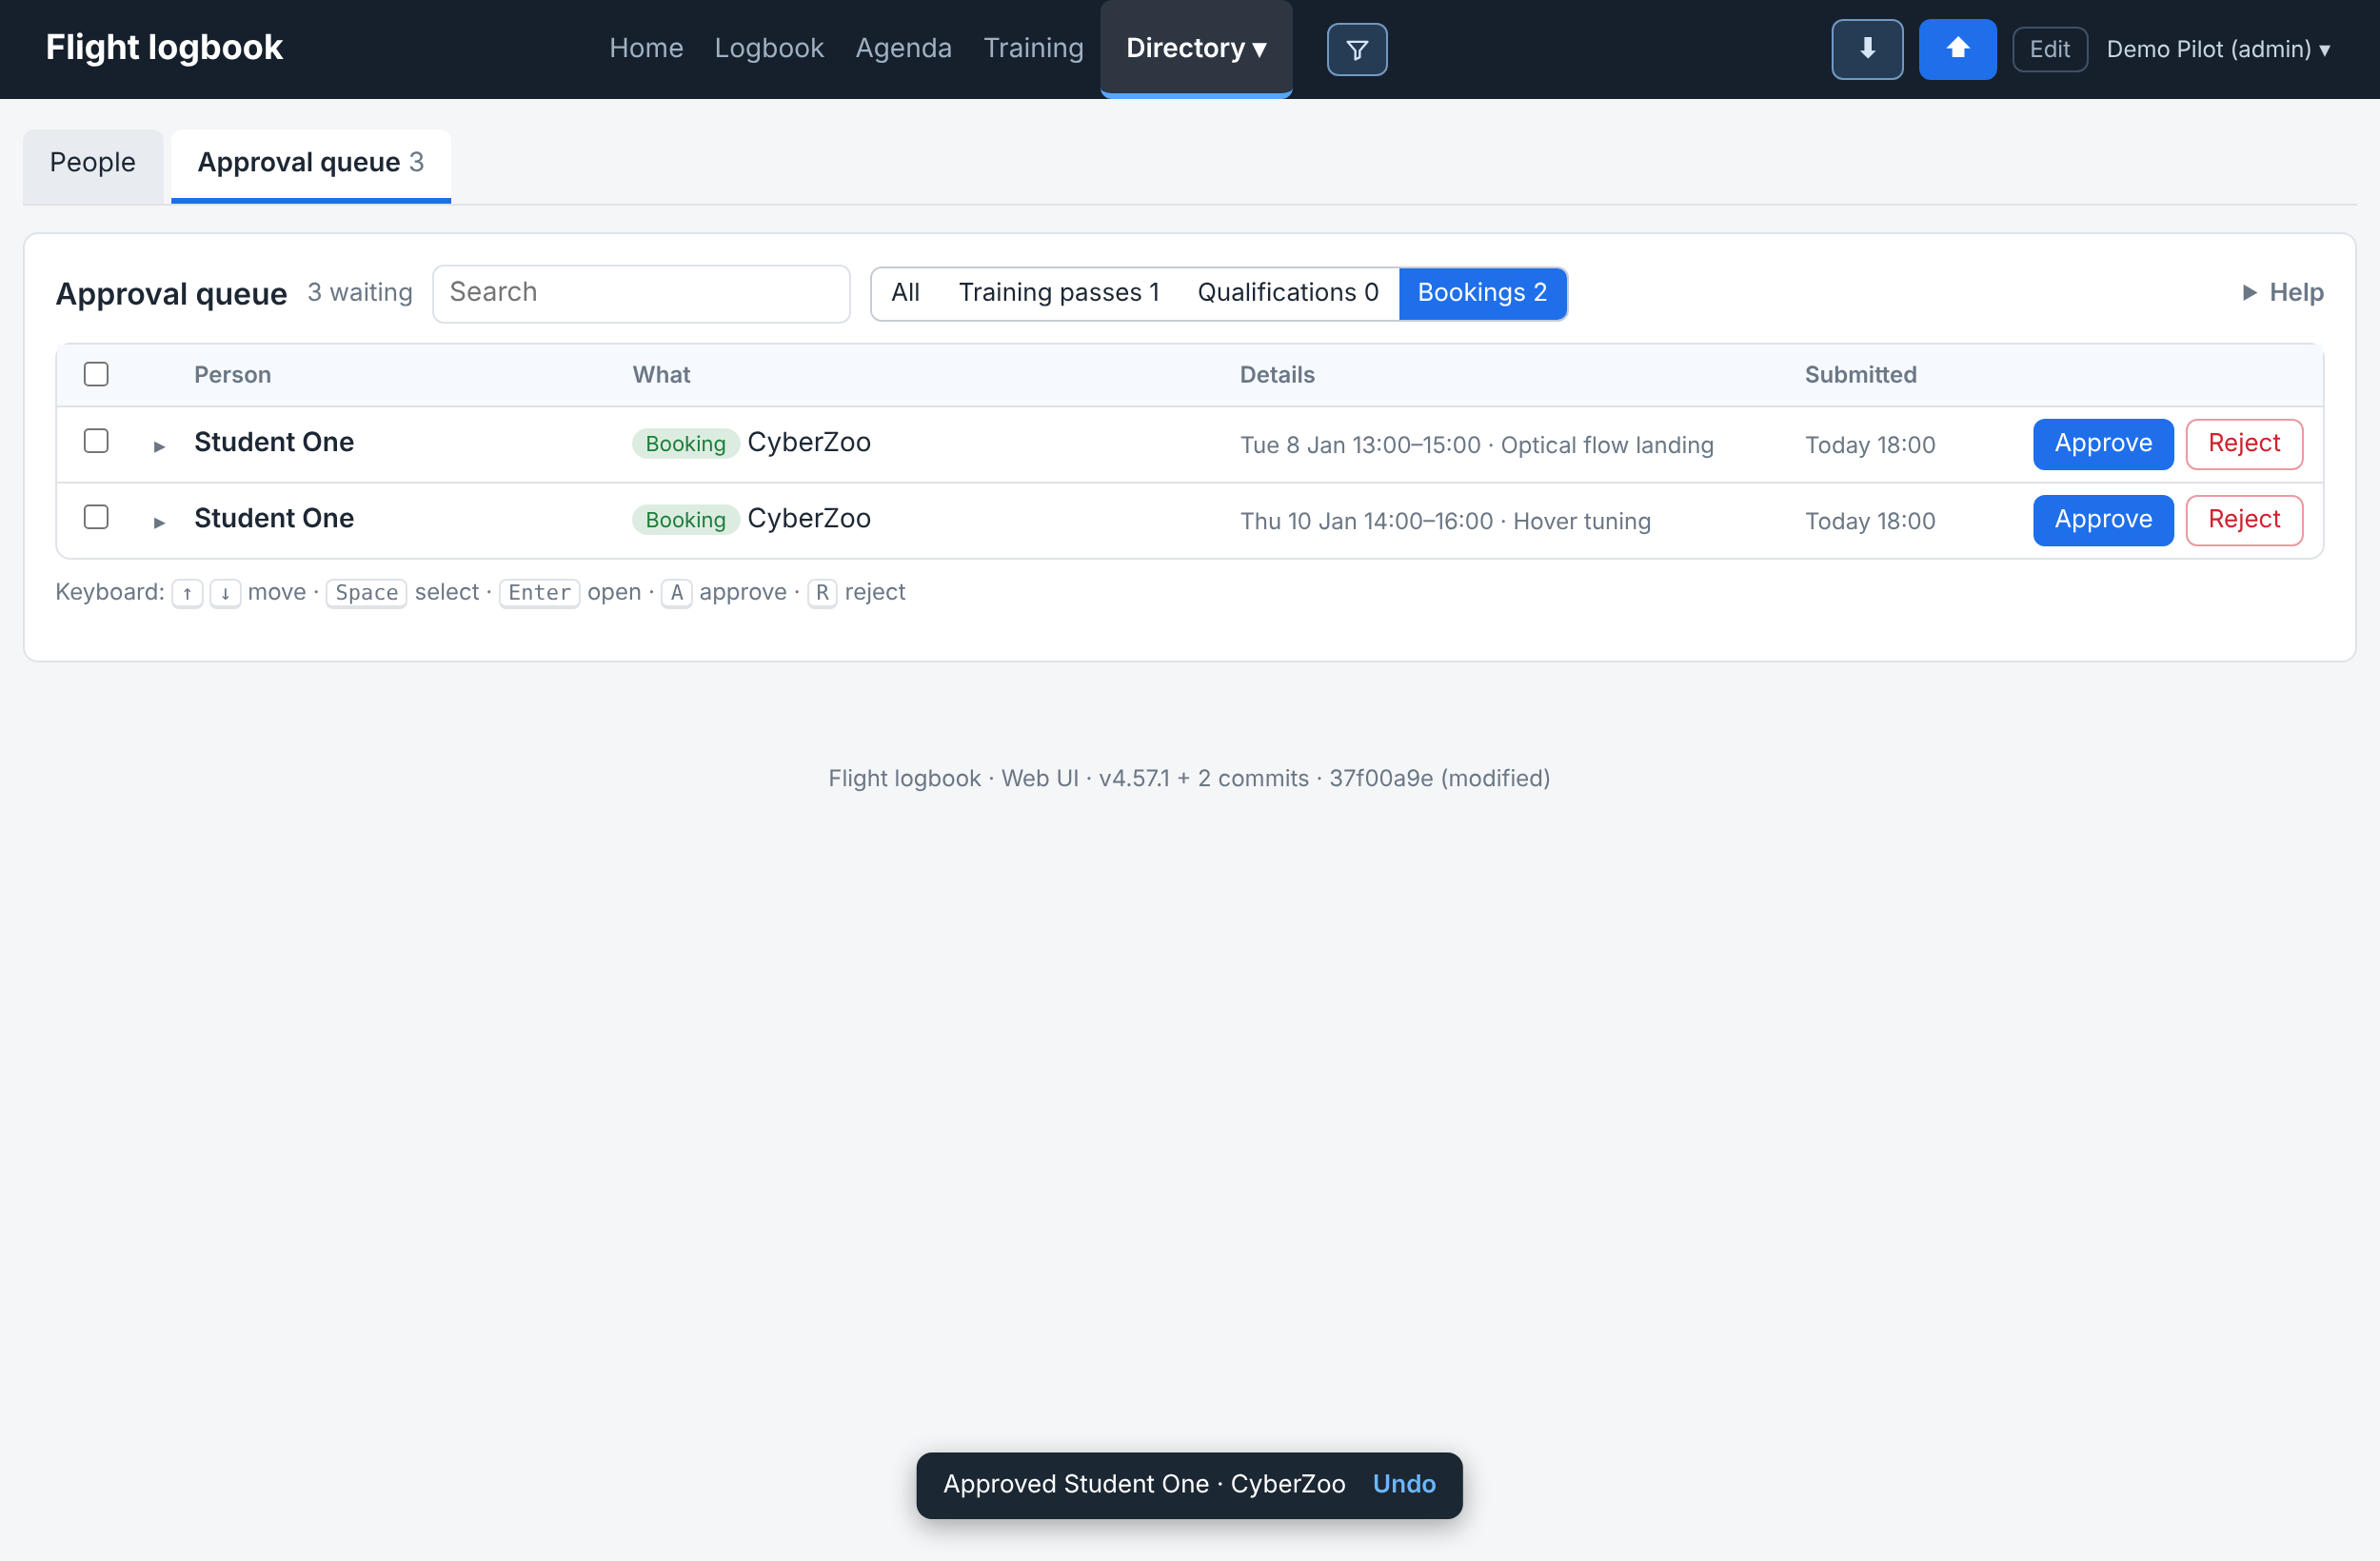 Flight logbook Home Logbook Agenda Training Directory ▾ ⬇ ⬆ Edit Demo Pilot (admin) ▾
People Approval queue 3
Approval queue 3 waiting Search All Training passes 1 Qualifications 0 Bookings 2 ▶ Help
Person What Details Submitted
▸ Student One Booking CyberZoo Tue 8 Jan 13:00–15:00 · Optical flow landing Today 18:00 Approve Reject
▸ Student One Booking CyberZoo Thu 10 Jan 14:00–16:00 · Hover tuning Today 18:00 Approve Reject
Keyboard: ↑ ↓ move · Space select · Enter open · A approve · R reject
Flight logbook · Web UI · v4.57.1 + 2 commits · 37f00a9e (modified)
Approved Student One · CyberZoo Undo